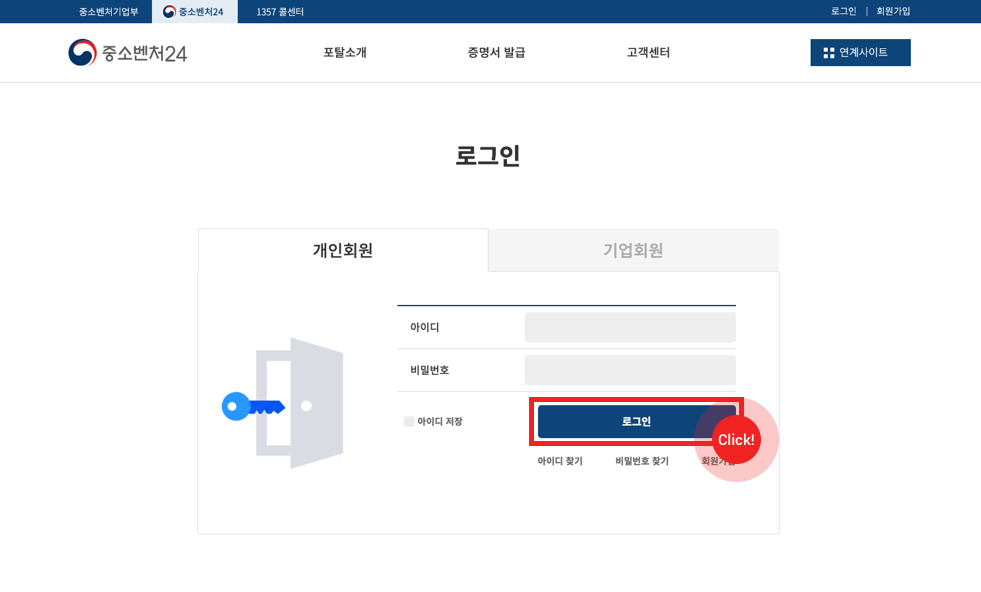 중소벤처기업부 중소벤처24 1357 콜센터 로그인 | 회원가입
중소벤처24 포탈소개 증명서 발급 고객센터 연계사이트
로그인
개인회원 기업회원
아이디
비밀번호
아이디 저장 로그인
Click!
아이디 찾기 비밀번호 찾기 회원가입